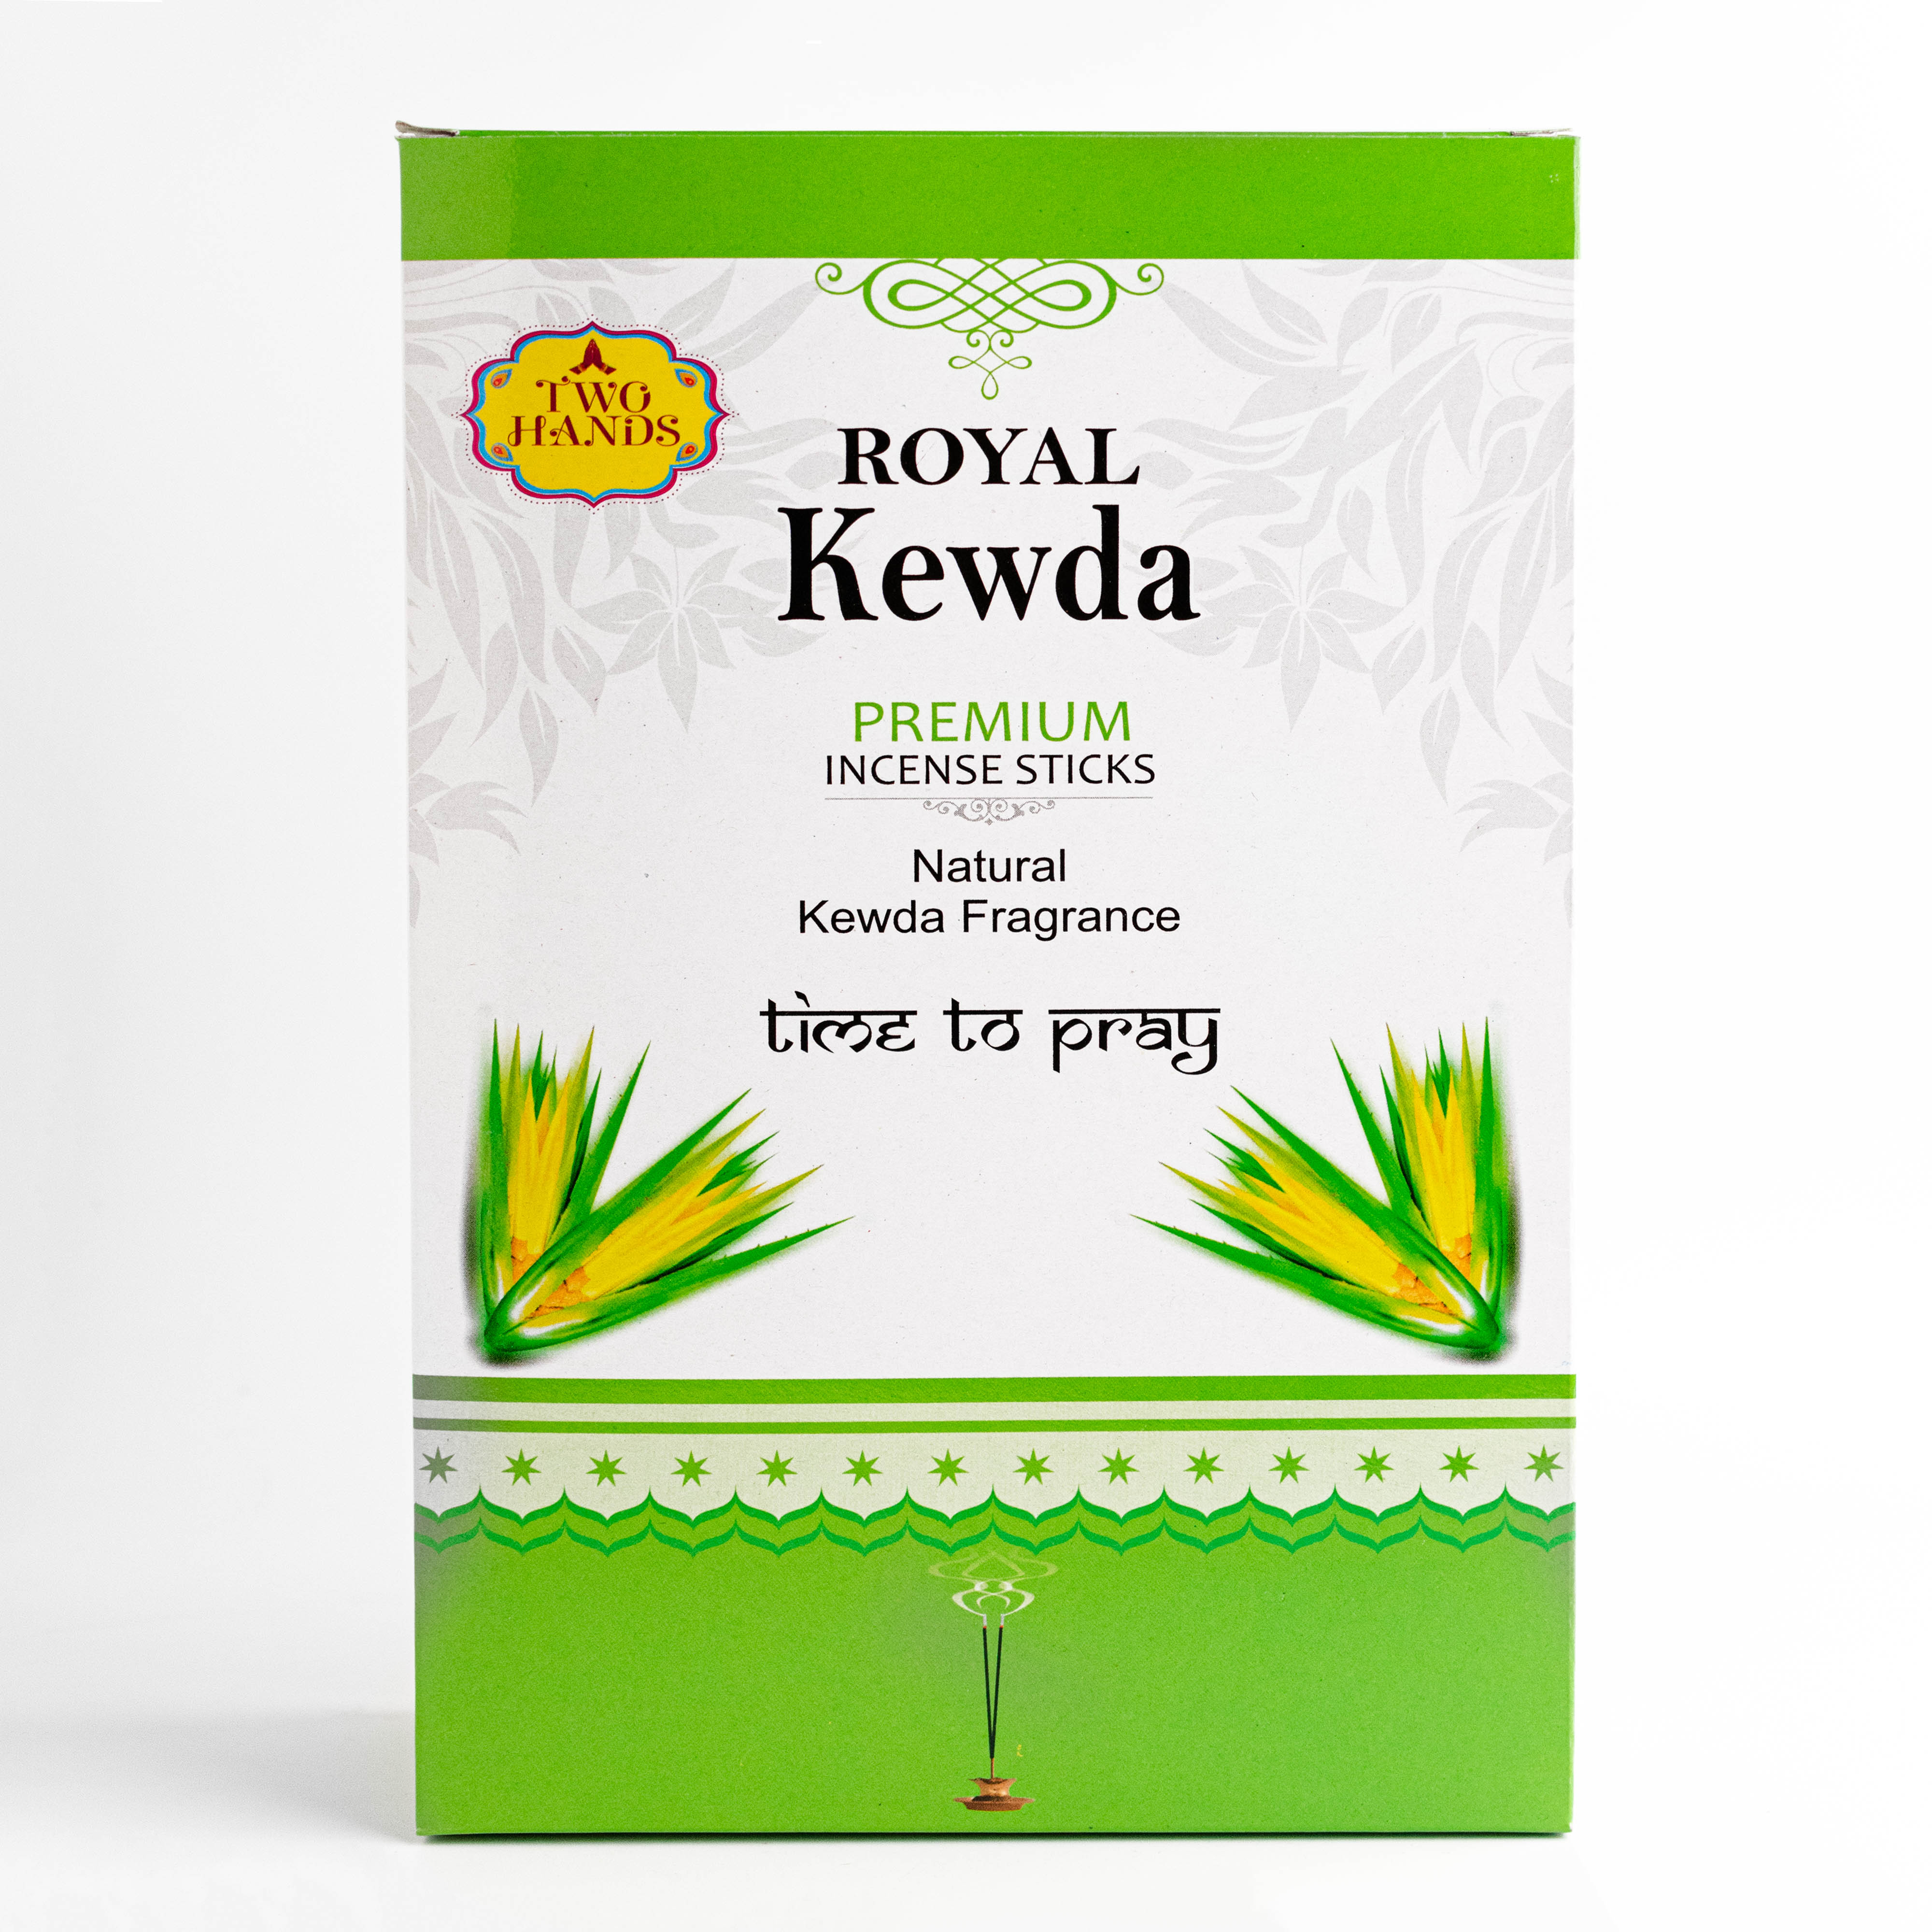 TWO
HANDS
ROYAL
Kewda
PREMIUM
INCENSE STICKS
Natural
Kewda Fragrance
time to pray